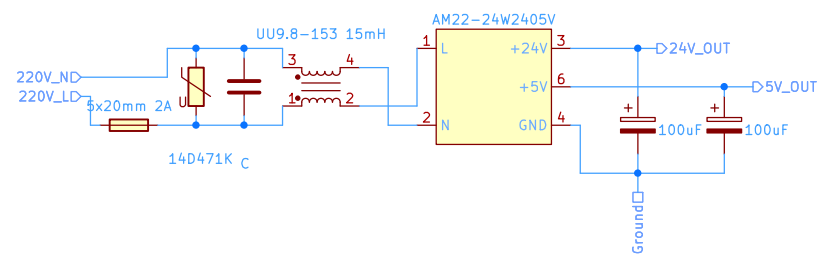 AM22-24W2405V
UU9.8-153 15mH
220V_N
220V_L
5x20mm 2A
U
14D471K
C
3
4
1
2
1
L
2
N
+24V
3
+5V
6
GND
4
24V_OUT
5V_OUT
+
100uF
+
100uF
Ground